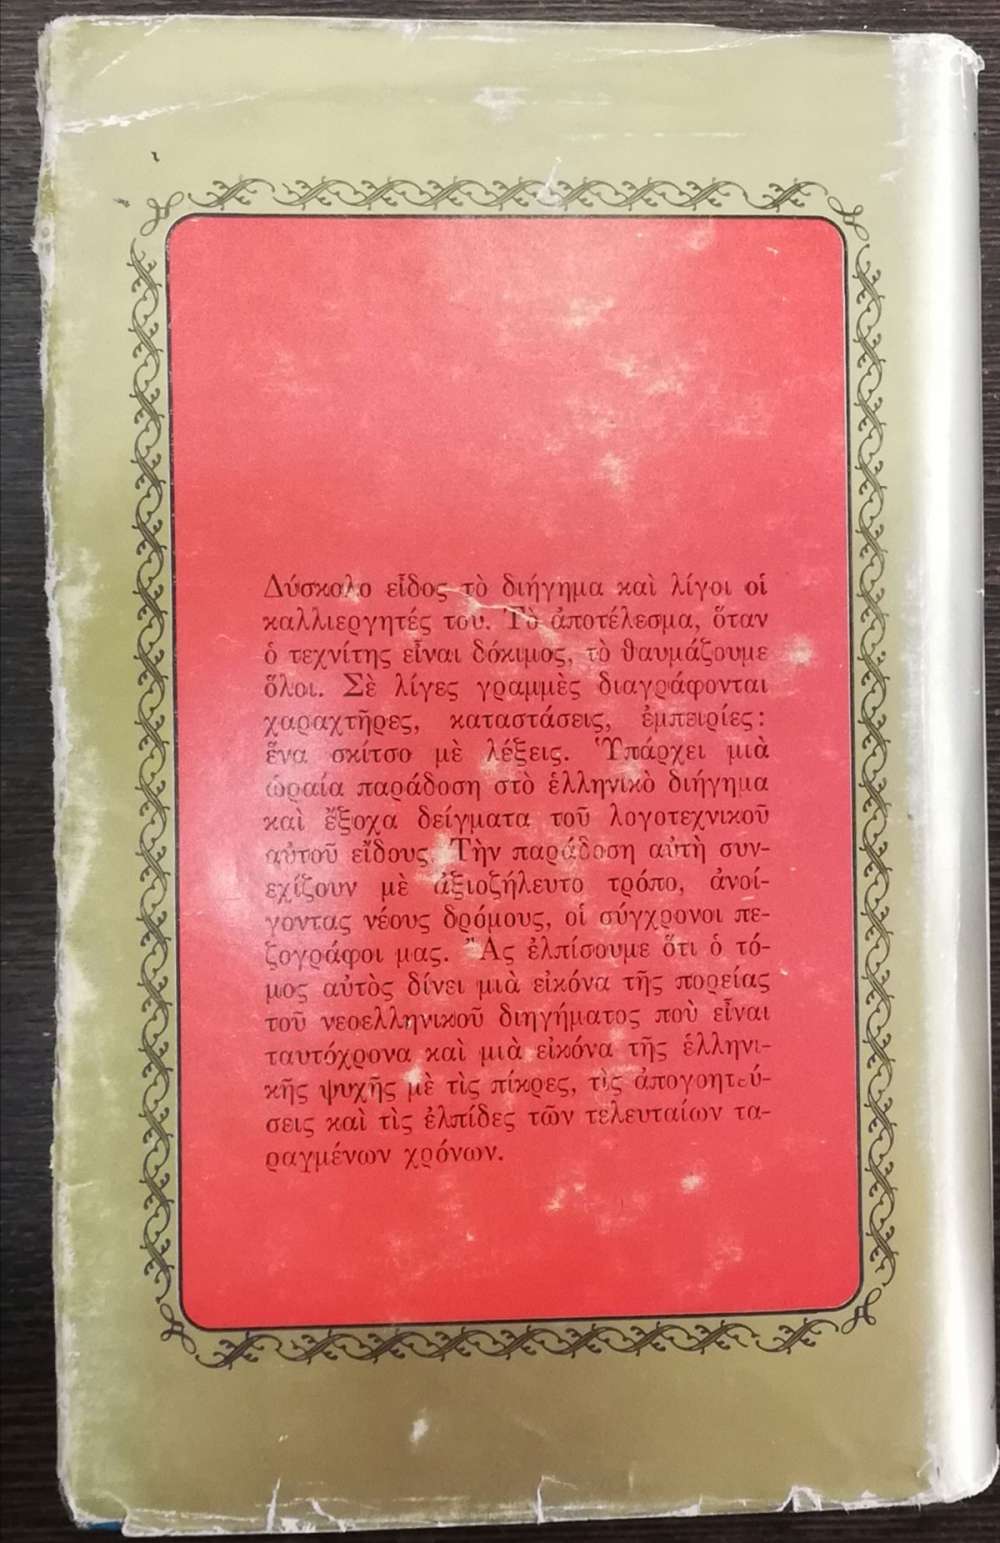 Δύσκολο εἶδος τὸ διήγημα καὶ λίγοι οἱ
καλλιεργητές του. Τὸ ἀποτέλεσμα, ὅταν
ὁ τεχνίτης εἶναι δόκιμος, τὸ θαυμάζουμε
ὅλοι. Σὲ λίγες γραμμὲς διαγράφονται
χαραχτῆρες, καταστάσεις, ἐμπειρίες:
ἕνα σκίτσο μὲ λέξεις. Ὑπάρχει μιὰ
ὡραία παράδοση στὸ ἑλληνικὸ διήγημα
καὶ ἔξοχα δείγματα τοῦ λογοτεχνικοῦ
αὐτοῦ εἴδους. Τὴν παράδοση αὐτὴ συν-
εχίζουν μὲ ἀξιοζήλευτο τρόπο, ἀνοί-
γοντας νέους δρόμους, οἱ σύγχρονοι πε-
ζογράφοι μας. Ἂς ἐλπίσουμε ὅτι ὁ τό-
μος αὐτὸς δίνει μιὰ εἰκόνα τῆς πορείας
τοῦ νεοελληνικοῦ διηγήματος ποὺ εἶναι
ταυτόχρονα καὶ μιὰ εἰκόνα τῆς ἑλληνι-
κῆς ψυχῆς μὲ τὶς πίκρες, τὶς ἀπογοητεύ-
σεις καὶ τὶς ἐλπίδες τῶν τελευταίων τα-
ραγμένων χρόνων.